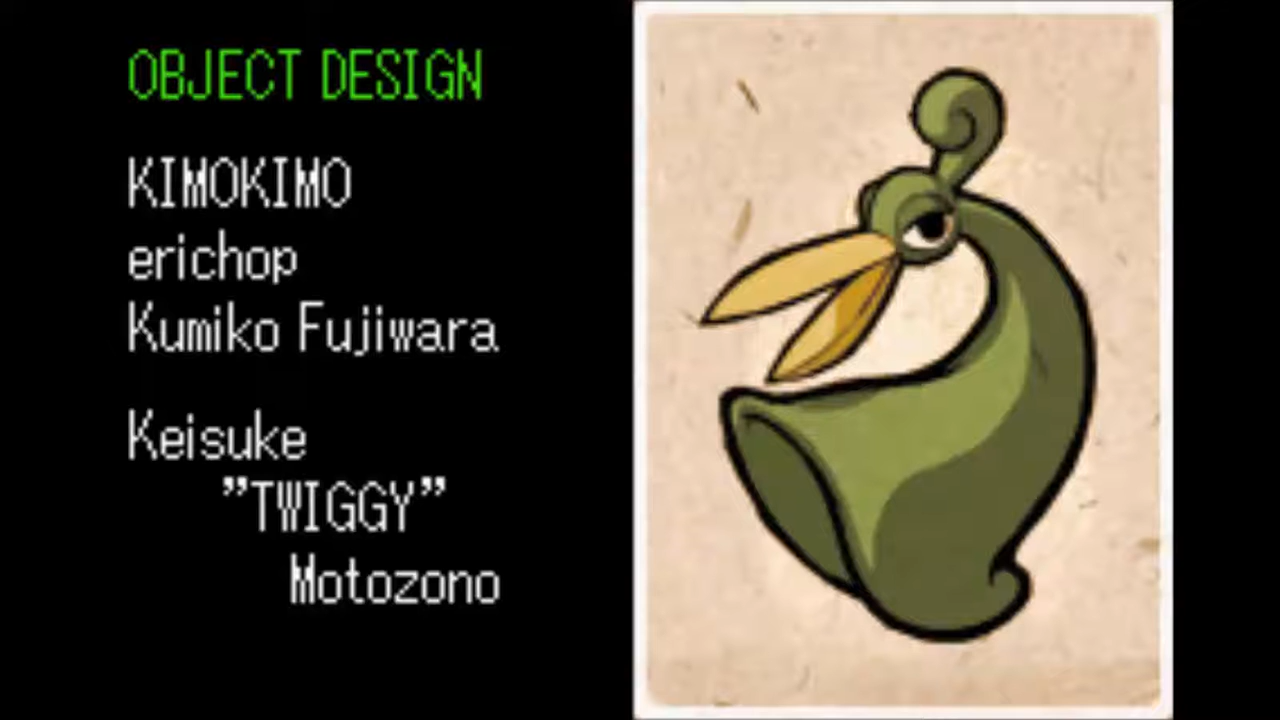 OBJECT DESIGN
KIMOKIMO
erichop
Kumiko Fujiwara
Keisuke
”TWIGGY”
Motozono